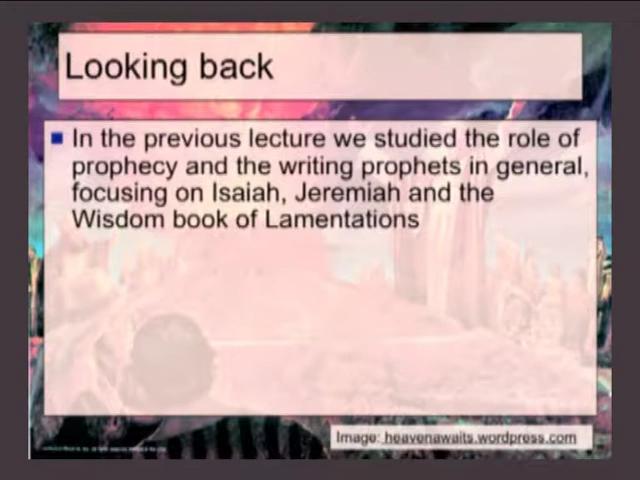 Looking back
In the previous lecture we studied the role of
prophecy and the writing prophets in general,
focusing on Isaiah, Jeremiah and the
Wisdom book of Lamentations
Image: heavenawaits.wordpress.com